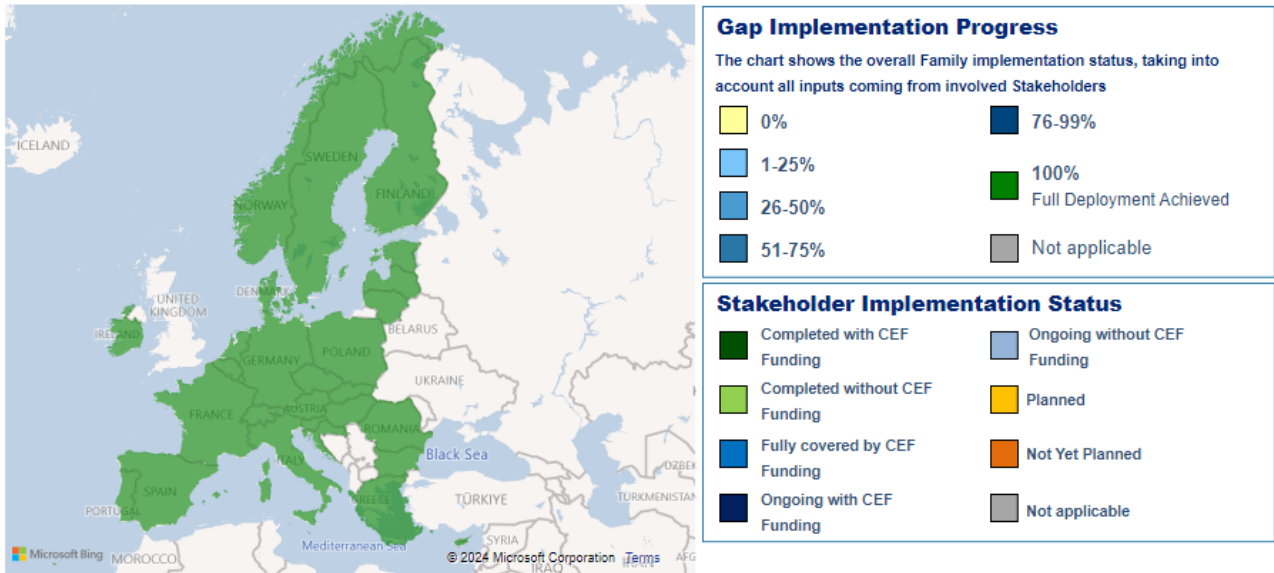 ICELAND
SWEDEN
FINLAND
NORWAY
DENMARK
UNITED
KINGDOM
IRELAND
BELARUS
GERMANY
POLAND
UKRAINE
FRANCE
AUSTRIA
ROMANIA
ITALY
Black Sea
UZBEK
SPAIN
PORTUGAL
GREECE
TÜRKIYE
TURKMENISTAN
Mediterranean Sea
SYRIA
Microsoft Bing
MOROCCO
© 2024 Microsoft Corporation Terms
IRAQ
IRAN
AFG
Gap Implementation Progress
The chart shows the overall Family implementation status, taking into
account all inputs coming from involved Stakeholders
0%
1-25%
26-50%
51-75%
76-99%
100%
Full Deployment Achieved
Not applicable
Stakeholder Implementation Status
Completed with CEF
Funding
Completed without CEF
Funding
Fully covered by CEF
Funding
Ongoing with CEF
Funding
Ongoing without CEF
Funding
Planned
Not Yet Planned
Not applicable